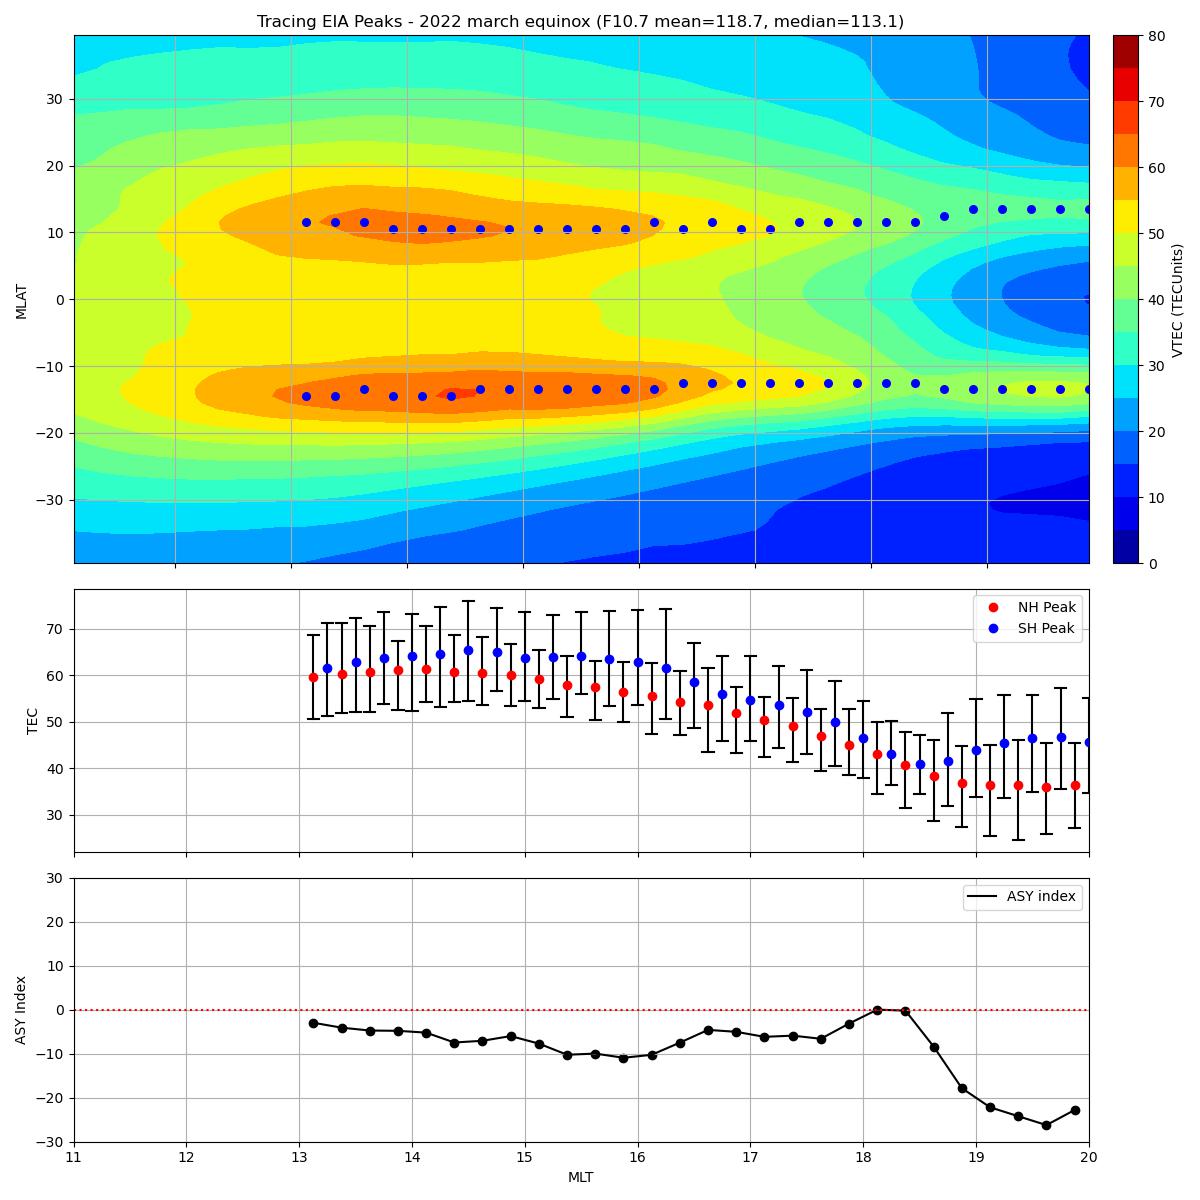 Tracing EIA Peaks - 2022 march equinox (F10.7 mean=118.7, median=113.1)
MLAT
30
20
10
0
−10
−20
−30
VTEC (TECUnits)
80
70
60
50
40
30
20
10
0
TEC
70
60
50
40
30
NH Peak
SH Peak
ASY Index
30
20
10
0
−10
−20
−30
ASY index
11 12 13 14 15 16 17 18 19 20
MLT